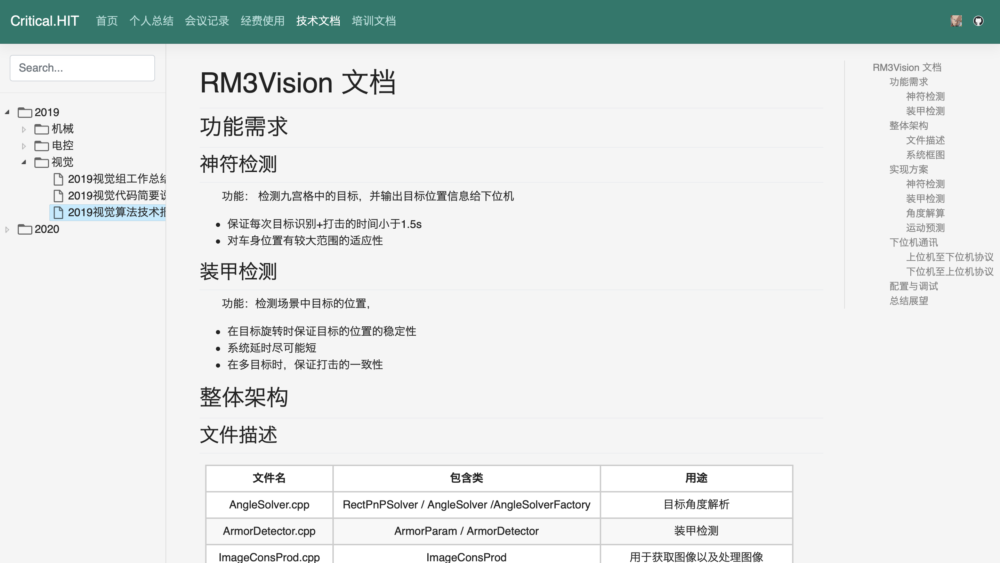 Critical.HIT 首页 个人总结 会议记录 经费使用 技术文档 培训文档
Search...
2019
机械
电控
视觉
2019视觉组工作总
2019视觉代码简要
2019视觉算法技术
2020
RM3Vision 文档
功能需求
神符检测
功能： 检测九宫格中的目标，并输出目标位置信息给下位机
保证每次目标识别+打击的时间小于1.5s
对车身位置有较大范围的适应性
装甲检测
功能：检测场景中目标的位置，
在目标旋转时保证目标的位置的稳定性
系统延时尽可能短
在多目标时，保证打击的一致性
整体架构
文件描述
文件名 包含类 用途
AngleSolver.cpp RectPnPSolver / AngleSolver /AngleSolverFactory 目标角度解析
ArmorDetector.cpp ArmorParam / ArmorDetector 装甲检测
ImageConsProd.cpp ImageConsProd 用于获取图像以及处理图像
RM3Vision 文档
功能需求
神符检测
装甲检测
整体架构
文件描述
系统框图
实现方案
神符检测
装甲检测
角度解算
运动预测
下位机通讯
上位机至下位机协议
下位机至上位机协议
配置与调试
总结展望